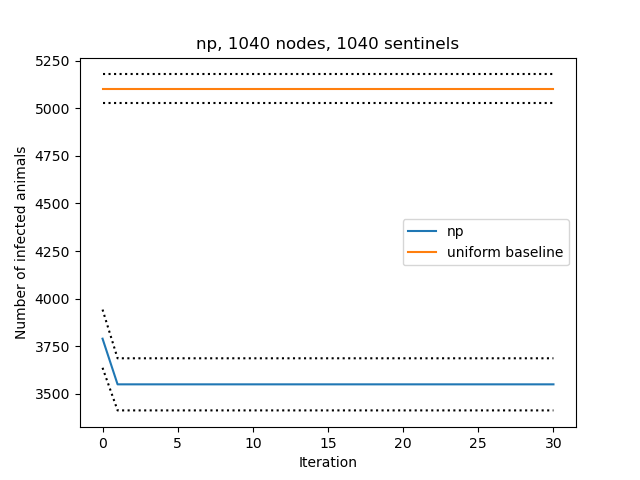 np, 1040 nodes, 1040 sentinels
5250
5000
4750
4500
4250
4000
3750
3500
Number of infected animals
np
uniform baseline
0 5 10 15 20 25 30
Iteration